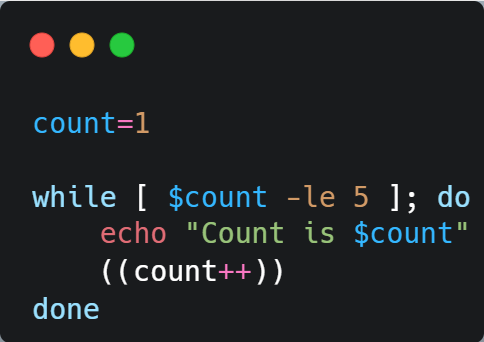 count=1
while [ $count -le 5 ]; do
    echo "Count is $count"
    ((count++))
done